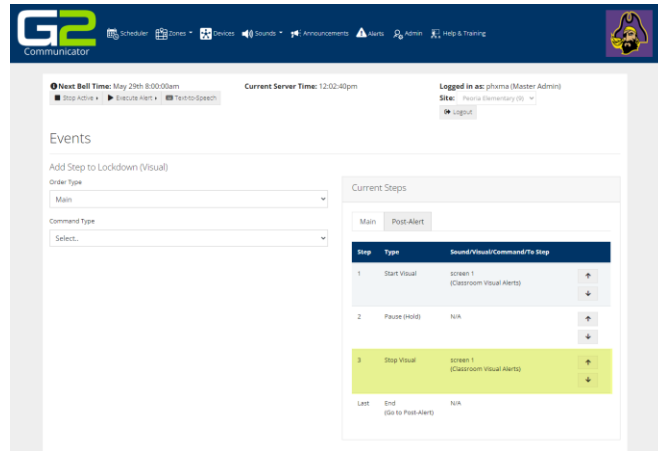 G2
Communicator
Scheduler Zones Devices Sounds Announcements Alerts Admin Help & Training
Next Bell Time: May 29th 8:00:00am Current Server Time: 12:02:40pm Logged in as: phxma (Master Admin)
Stop Active Execute Alert Text-to-Speech Site: Peoria Elementary (9)
Logout
Events
Add Step to Lockdown (Visual)
Order Type
Main
Command Type
Select..
Current Steps
Main Post-Alert
Step Type Sound/Visual/Command/To Step
1 Start Visual screen 1
(Classroom Visual Alerts)
2 Pause (Hold) N/A
3 Stop Visual screen 1
(Classroom Visual Alerts)
Last End N/A
(Go to Post-Alert)